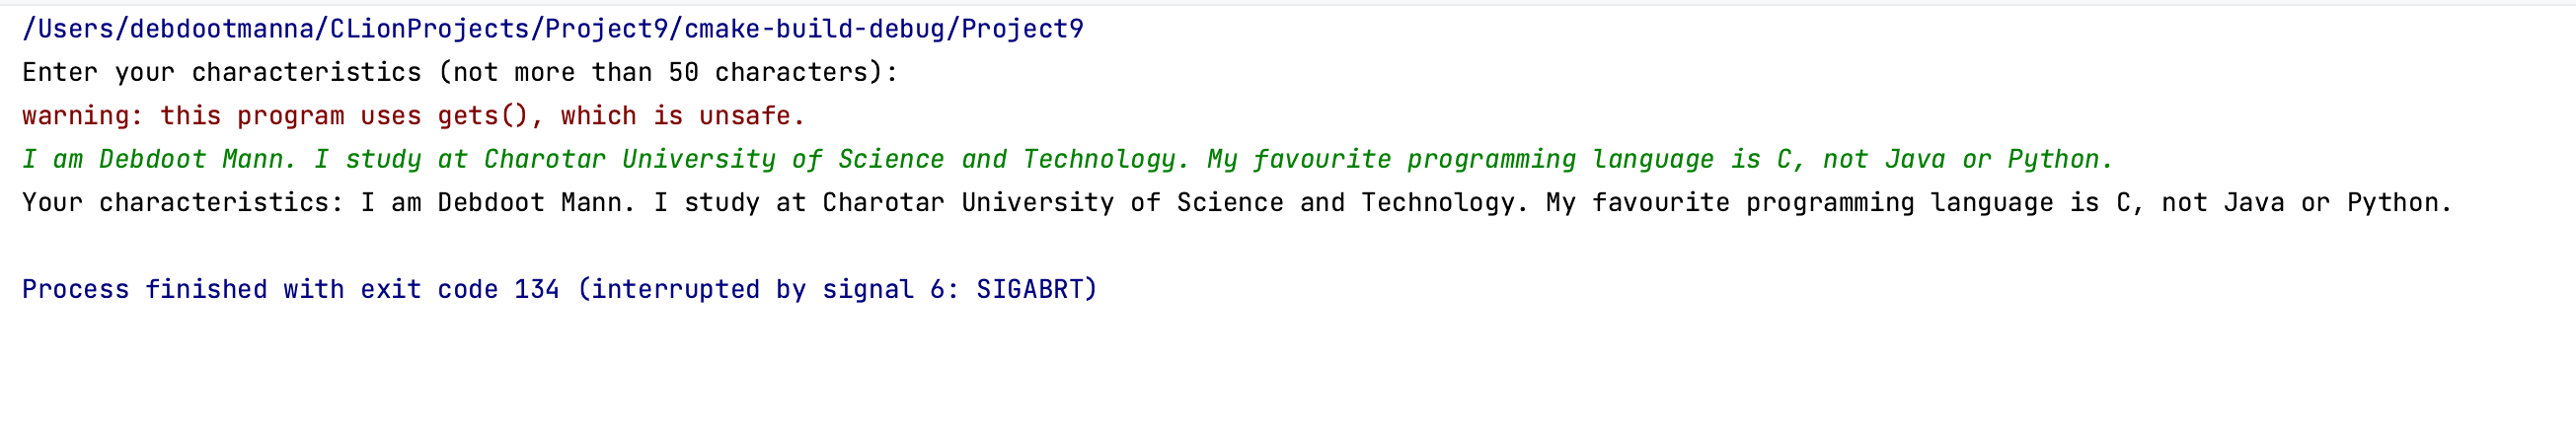 /Users/debdootmanna/CLionProjects/Project9/cmake-build-debug/Project9
Enter your characteristics (not more than 50 characters):
warning: this program uses gets(), which is unsafe.
I am Debdoot Mann. I study at Charotar University of Science and Technology. My favourite programming language is C, not Java or Python.
Your characteristics: I am Debdoot Mann. I study at Charotar University of Science and Technology. My favourite programming language is C, not Java or Python.
Process finished with exit code 134 (interrupted by signal 6: SIGABRT)